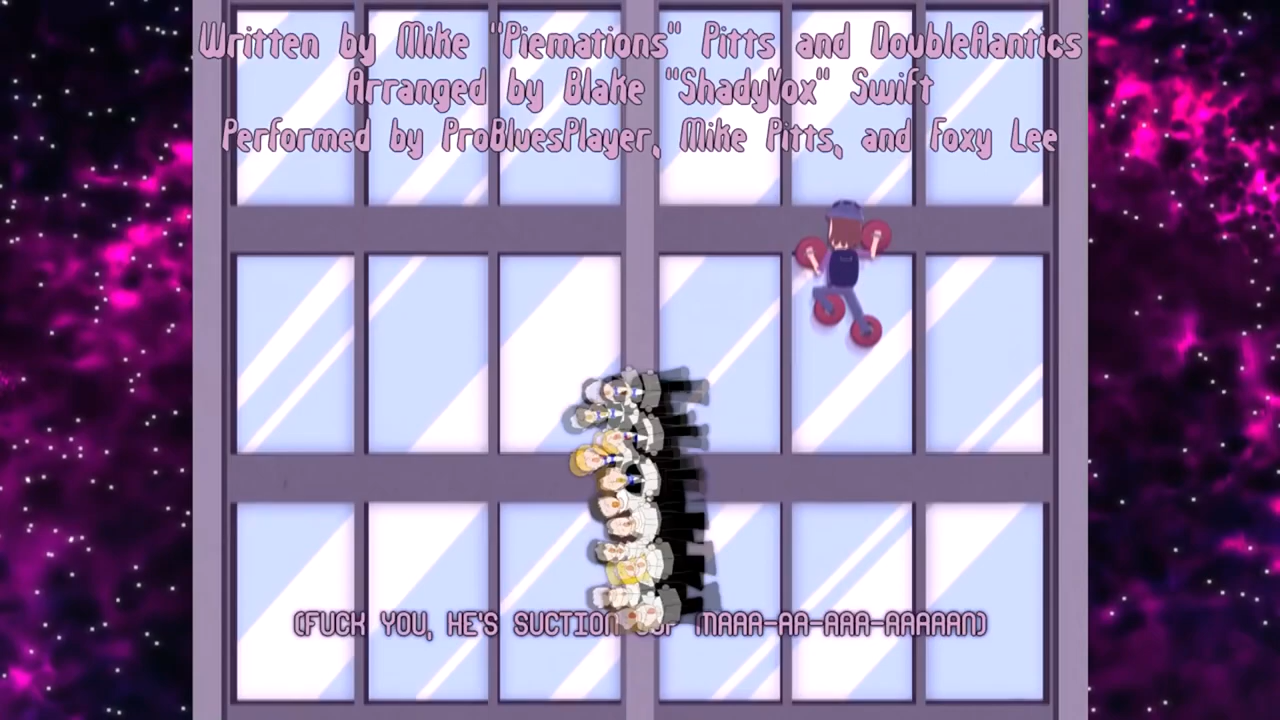 Written by Mike "Piemations" Pitts and DoubleAantics
Arranged by Blake "ShadyVox" Swift
Performed by ProBluesPlayer, Mike Pitts, and Foxy Lee
(FUCK YOU, HE'S SUCTION CUP MAAA-AA-AAA-AAAAAN)